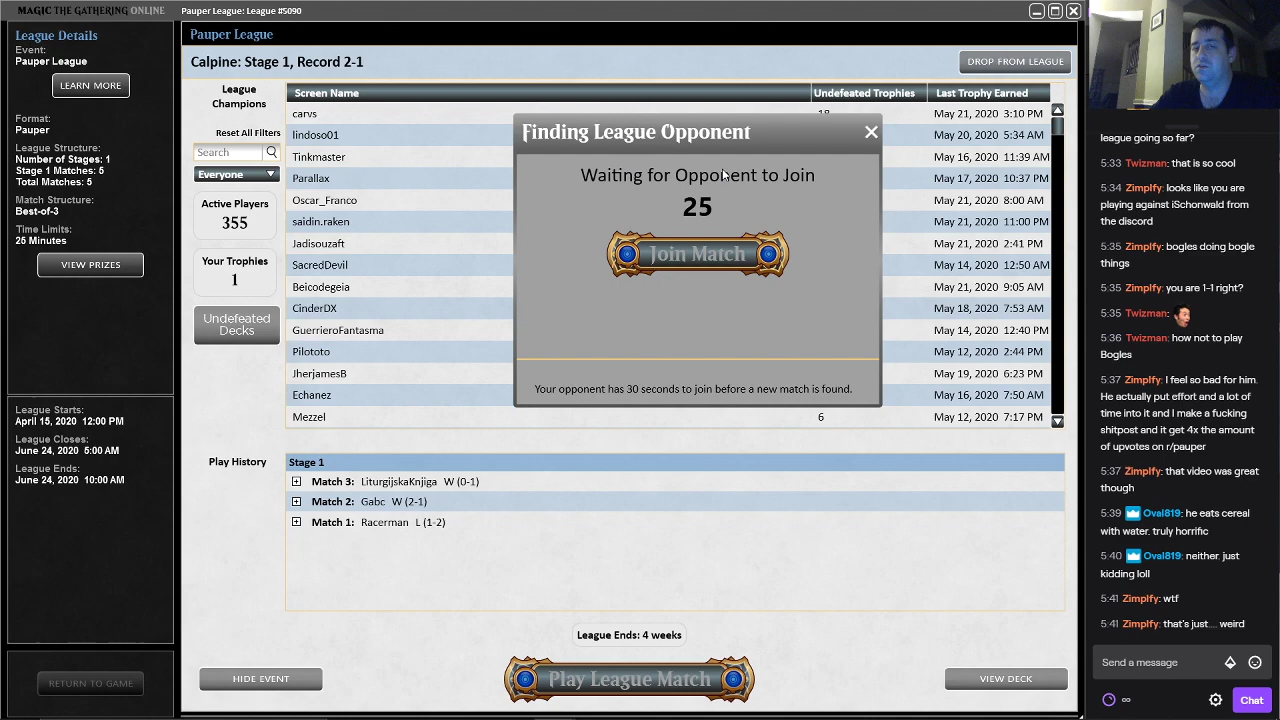 MAGIC THE GATHERING ONLINE
Pauper League: League #5090
League Details
Event:
Pauper League
LEARN MORE
Format:
Pauper
League Structure:
Number of Stages: 1
Stage 1 Matches: 5
Total Matches: 5
Match Structure:
Best-of-3
Time Limits:
25 Minutes
VIEW PRIZES
League Starts:
April 15, 2020 12:00 PM
League Closes:
June 24, 2020 5:00 AM
League Ends:
June 24, 2020 10:00 AM
RETURN TO GAME
Pauper League
Calpine: Stage 1, Record 2-1
DROP FROM LEAGUE
League
Champions
Reset All Filters
Search
Everyone
Active Players
355
Your Trophies
1
Undefeated
Decks
Screen Name Undefeated Trophies Last Trophy Earned
carvs 18 May 21, 2020 3:10 PM
lindoso01 May 20, 2020 5:34 AM
Tinkmaster May 16, 2020 11:39 AM
Parallax May 17, 2020 10:37 PM
Oscar_Franco May 21, 2020 8:00 AM
saidin.raken May 21, 2020 11:00 PM
Jadisouzaft May 21, 2020 2:41 PM
SacredDevil May 14, 2020 12:50 AM
Beicodegeia May 21, 2020 9:05 AM
CinderDX May 18, 2020 7:53 AM
GuerrieroFantasma May 14, 2020 12:40 PM
Pilototo May 12, 2020 2:44 PM
JherjamesB May 19, 2020 6:23 PM
Echanez May 16, 2020 7:50 AM
Mezzel 6 May 12, 2020 7:17 PM
Finding League Opponent
Waiting for Opponent to Join
25
Join Match
Your opponent has 30 seconds to join before a new match is found.
Play History
Stage 1
Match 3: LiturgijskaKnjiga W (0-1)
Match 2: Gabc W (2-1)
Match 1: Racerman L (1-2)
League Ends: 4 weeks
HIDE EVENT
Play League Match
VIEW DECK
league going so far?
5:33 Twizman: that is so cool
5:34 Zimplfy: looks like you are
playing against iSchonwald from
the discord
5:35 Zimplfy: bogles doing bogle
things
5:35 Zimplfy: you are 1-1 right?
5:35 Twizman:
5:36 Twizman: how not to play
Bogles
5:37 Zimplfy: I feel so bad for him.
He actually put effort and a lot of
time into it and I make a fucking
shitpost and it get 4x the amount
of upvotes on r/pauper
5:37 Zimplfy: that video was great
though
5:39 Oval819: he eats cereal
with water. truly horrific
5:40 Oval819: neither. just
kidding loll
5:41 Zimplfy: wtf
5:41 Zimplfy: that's just.... weird
Send a message
∞
Chat